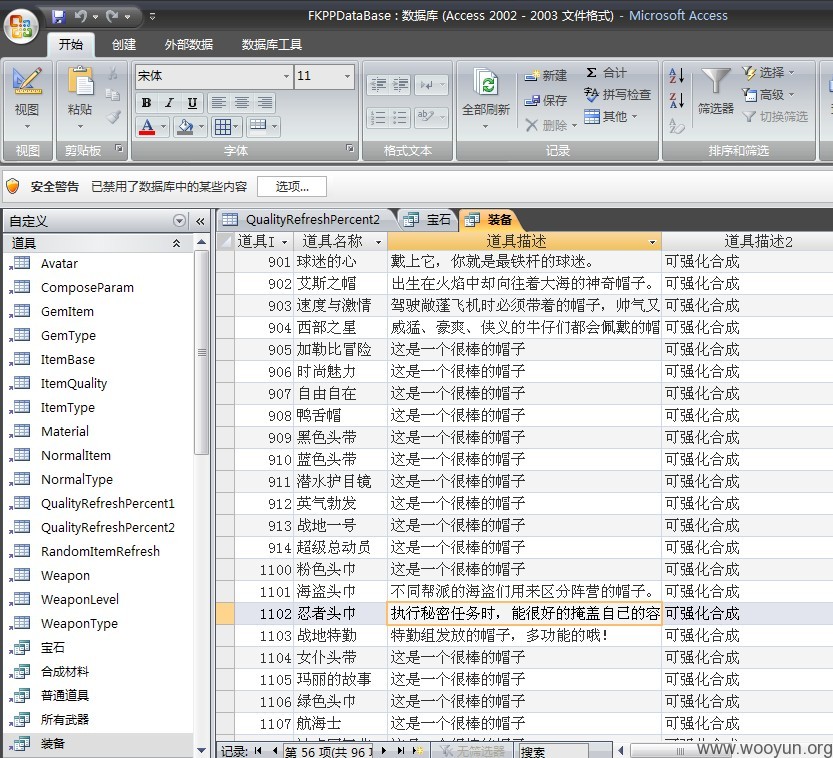 FKPPDataBase : 数据库 (Access 2002 - 2003 文件格式) - Microsoft Access
开始 创建 外部数据 数据库工具
宋体 11
视图 粘贴 B I U A
全部刷新 新建 Σ 合计
保存 拼写检查
删除 其他
筛选器 选择
高级
切换筛选
视图 剪贴板 字体 格式文本 记录 排序和筛选
安全警告 已禁用了数据库中的某些内容 选项...
自定义 «
道具
Avatar
ComposeParam
GemItem
GemType
ItemBase
ItemQuality
ItemType
Material
NormalItem
NormalType
QualityRefreshPercent1
QualityRefreshPercent2
RandomItemRefresh
Weapon
WeaponLevel
WeaponType
宝石
合成材料
普通道具
所有武器
装备
QualityRefreshPercent2 宝石 装备
道具I 道具名称 道具描述 道具描述2
901 球迷的心 戴上它，你就是最铁杆的球迷。 可强化合成
902 艾斯之帽 出生在火焰中却向往着大海的神奇帽子。 可强化合成
903 速度与激情 驾驶敞篷飞机时必须带着的帽子，帅气又 可强化合成
904 西部之星 威猛、豪爽、侠义的牛仔们都会佩戴的帽 可强化合成
905 加勒比冒险 这是一个很棒的帽子 可强化合成
906 时尚魅力 这是一个很棒的帽子 可强化合成
907 自由自在 这是一个很棒的帽子 可强化合成
908 鸭舌帽 这是一个很棒的帽子 可强化合成
909 黑色头带 这是一个很棒的帽子 可强化合成
910 蓝色头带 这是一个很棒的帽子 可强化合成
911 潜水护目镜 这是一个很棒的帽子 可强化合成
912 英气勃发 这是一个很棒的帽子 可强化合成
913 战地一号 这是一个很棒的帽子 可强化合成
914 超级总动员 这是一个很棒的帽子 可强化合成
1100 粉色头巾 这是一个很棒的帽子 可强化合成
1101 海盗头巾 不同帮派的海盗们用来区分阵营的帽子。 可强化合成
1102 忍者头巾 执行秘密任务时，能很好的掩盖自己的容 可强化合成
1103 战地特勤 特勤组发放的帽子，多功能的哦！ 可强化合成
1104 女仆头带 这是一个很棒的帽子 可强化合成
1105 玛丽的故事 这是一个很棒的帽子 可强化合成
1106 绿色头巾 这是一个很棒的帽子 可强化合成
1107 航海士 这是一个很棒的帽子 可强化合成
记录: 第 56 项(共 96 项 无筛选器 搜索
www.wooyun.org